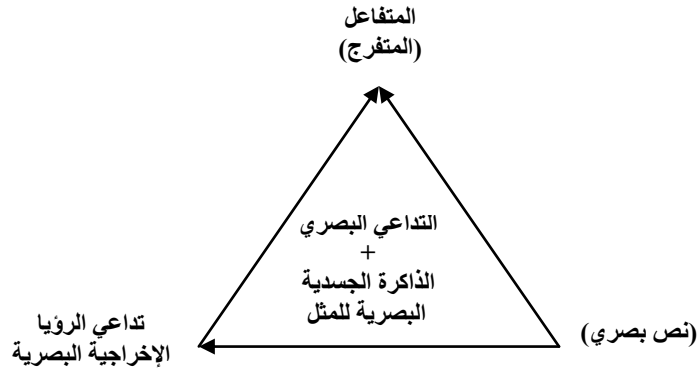 المتفاعل
(المتفرج)
التداعي البصري
+
الذاكرة الجسدية
البصرية للمثل
(نص بصري)
تداعي الرؤيا
الإخراجية البصرية